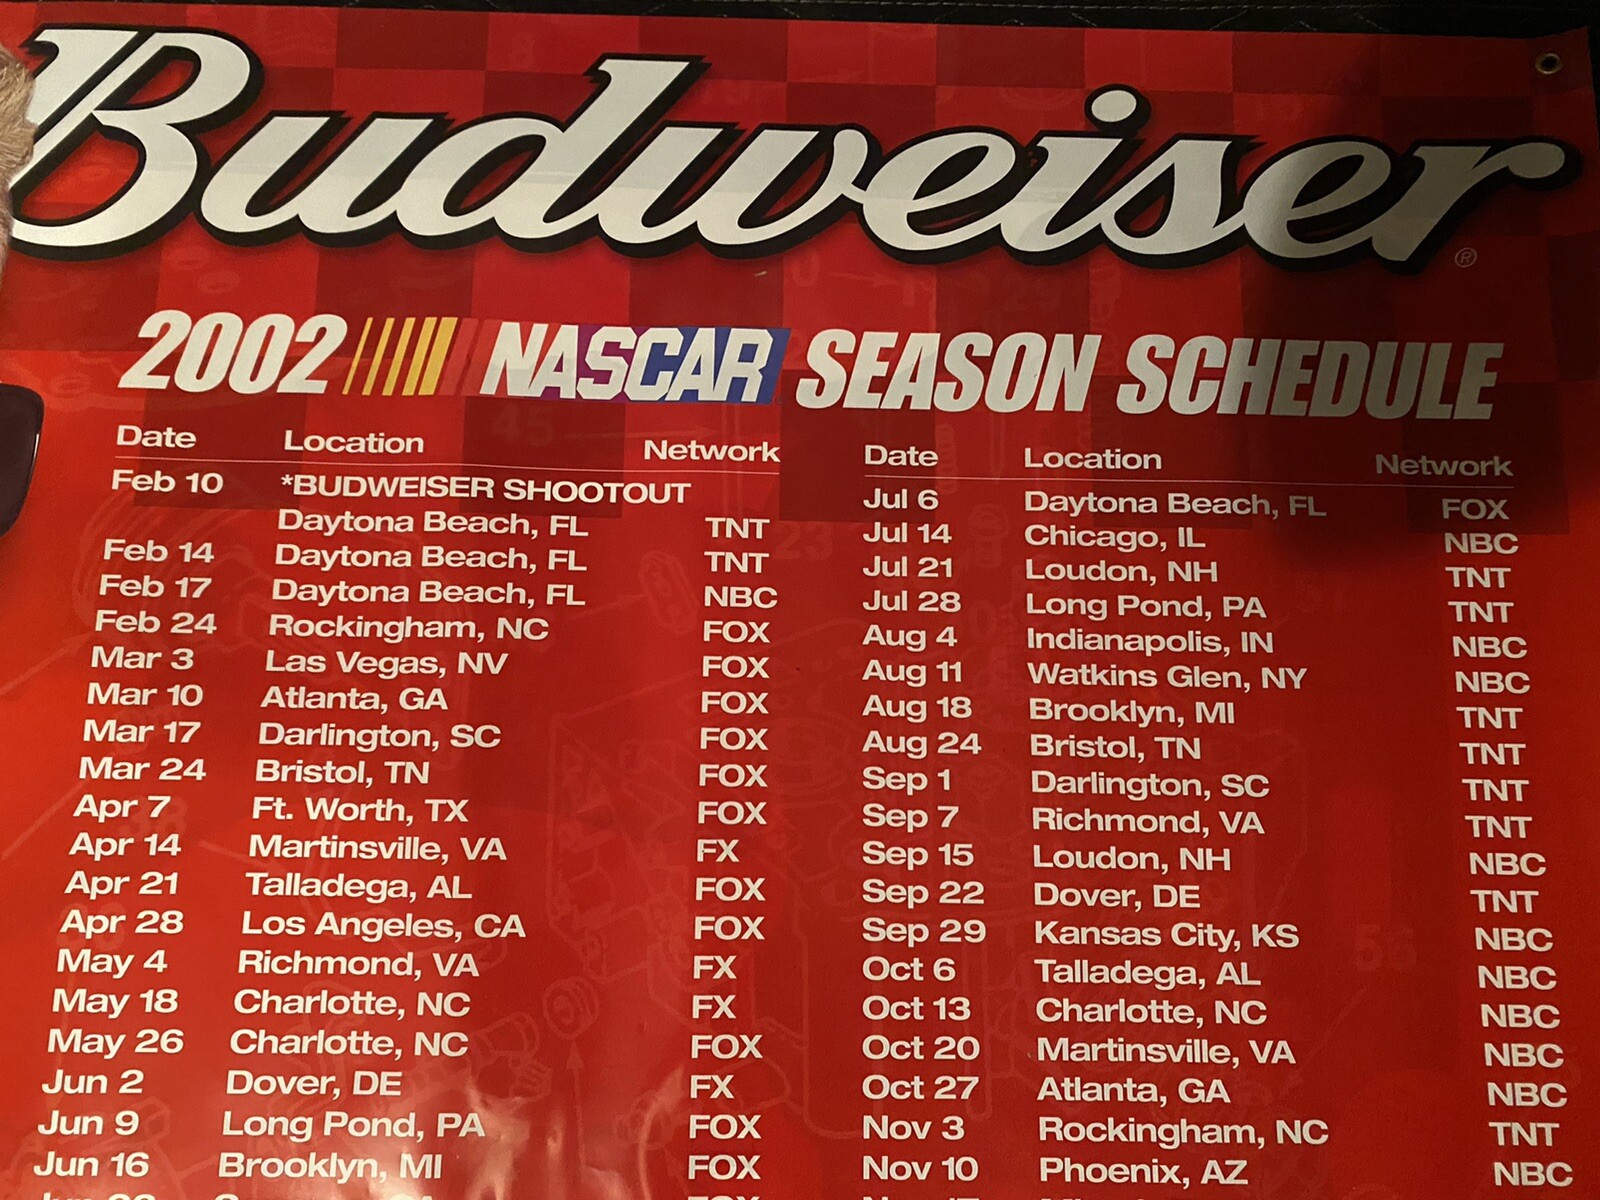 Budweiser®
2002 NASCAR SEASON SCHEDULE
Date Location Network
Feb 10 *BUDWEISER SHOOTOUT
Daytona Beach, FL TNT
Feb 14 Daytona Beach, FL TNT
Feb 17 Daytona Beach, FL NBC
Feb 24 Rockingham, NC FOX
Mar 3 Las Vegas, NV FOX
Mar 10 Atlanta, GA FOX
Mar 17 Darlington, SC FOX
Mar 24 Bristol, TN FOX
Apr 7 Ft. Worth, TX FOX
Apr 14 Martinsville, VA FX
Apr 21 Talladega, AL FOX
Apr 28 Los Angeles, CA FOX
May 4 Richmond, VA FX
May 18 Charlotte, NC FX
May 26 Charlotte, NC FOX
Jun 2 Dover, DE FX
Jun 9 Long Pond, PA FOX
Jun 16 Brooklyn, MI FOX
Date Location Network
Jul 6 Daytona Beach, FL FOX
Jul 14 Chicago, IL NBC
Jul 21 Loudon, NH TNT
Jul 28 Long Pond, PA TNT
Aug 4 Indianapolis, IN NBC
Aug 11 Watkins Glen, NY NBC
Aug 18 Brooklyn, MI TNT
Aug 24 Bristol, TN TNT
Sep 1 Darlington, SC TNT
Sep 7 Richmond, VA TNT
Sep 15 Loudon, NH NBC
Sep 22 Dover, DE TNT
Sep 29 Kansas City, KS NBC
Oct 6 Talladega, AL NBC
Oct 13 Charlotte, NC NBC
Oct 20 Martinsville, VA NBC
Oct 27 Atlanta, GA NBC
Nov 3 Rockingham, NC TNT
Nov 10 Phoenix, AZ NBC